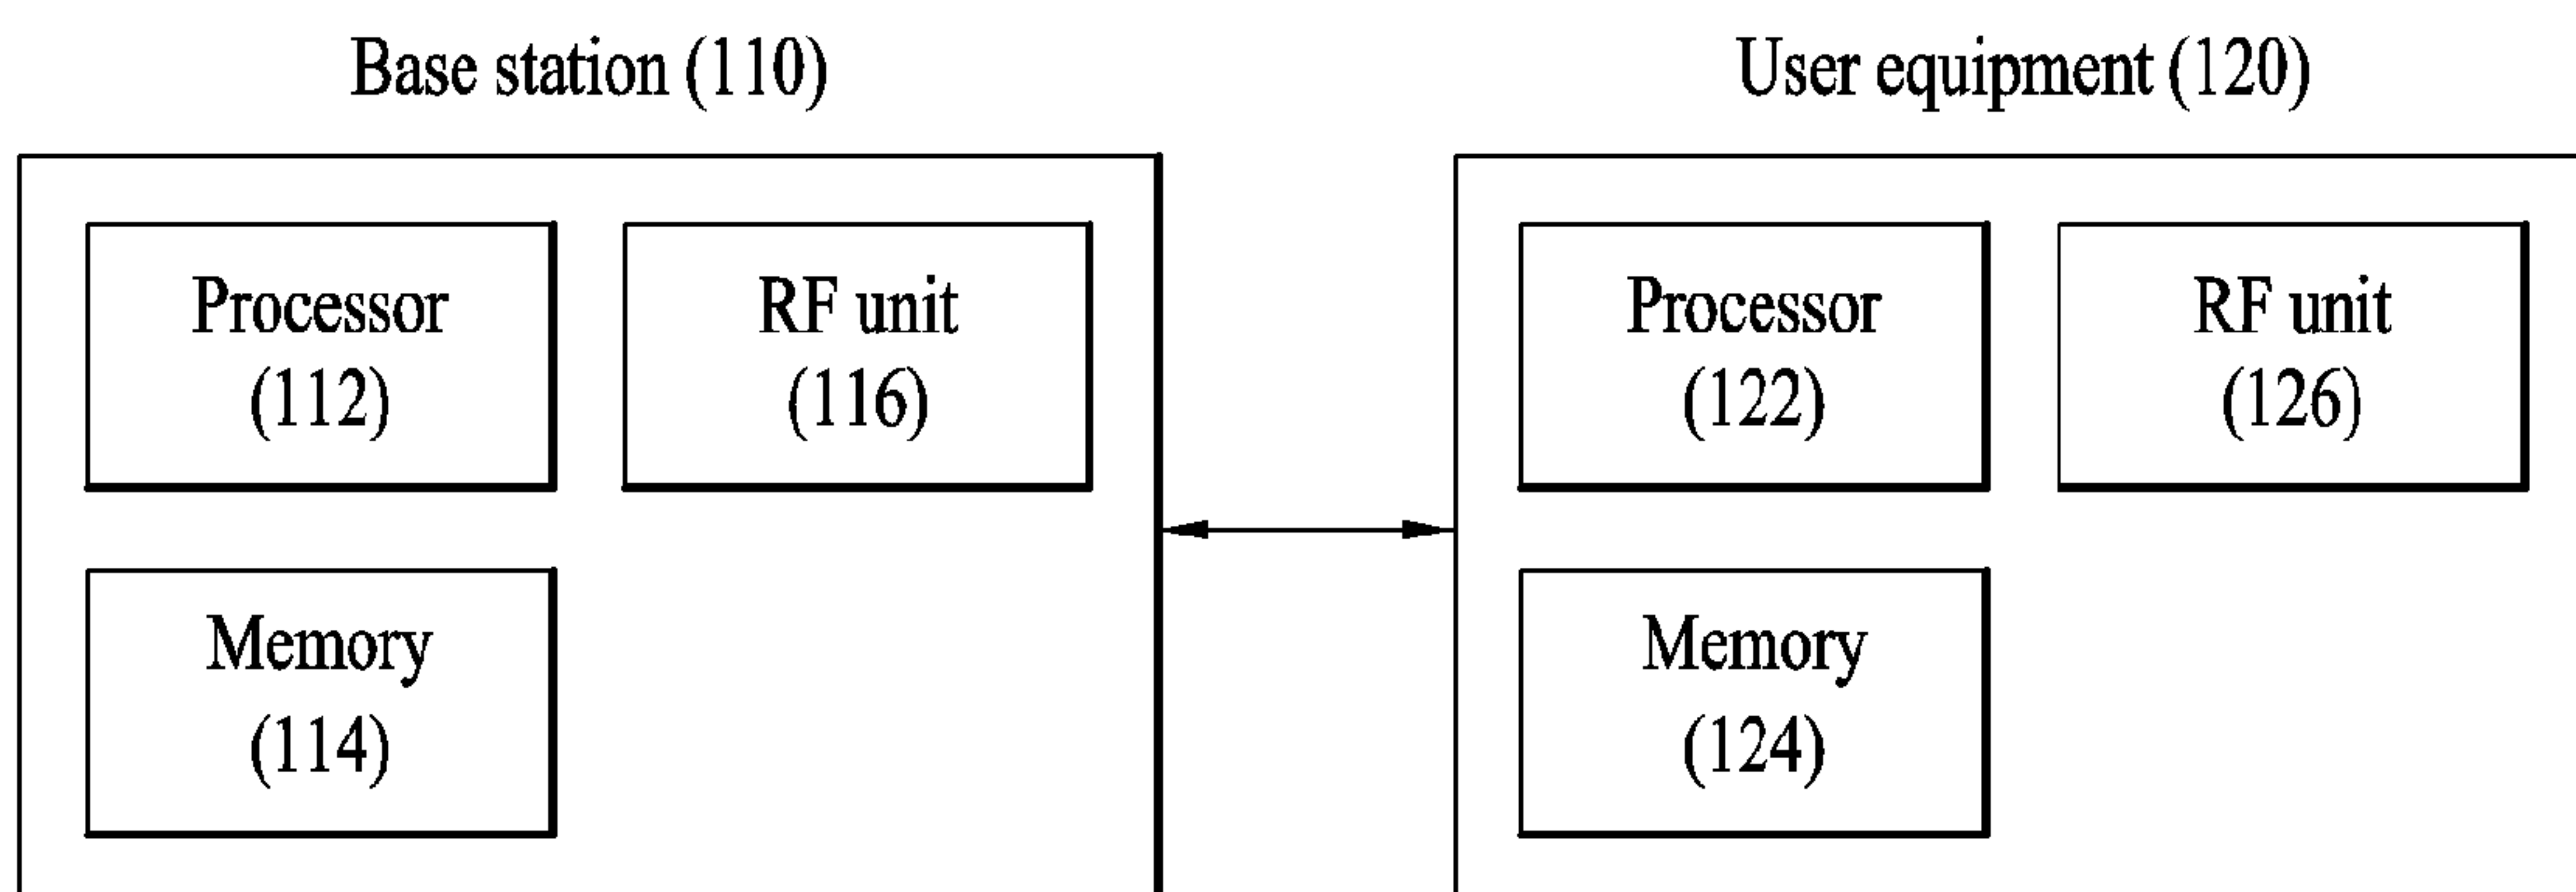 Base station (110)
Processor
(112)
RF unit
(116)
Memory
(114)
User equipment (120)
Processor
(122)
RF unit
(126)
Memory
(124)